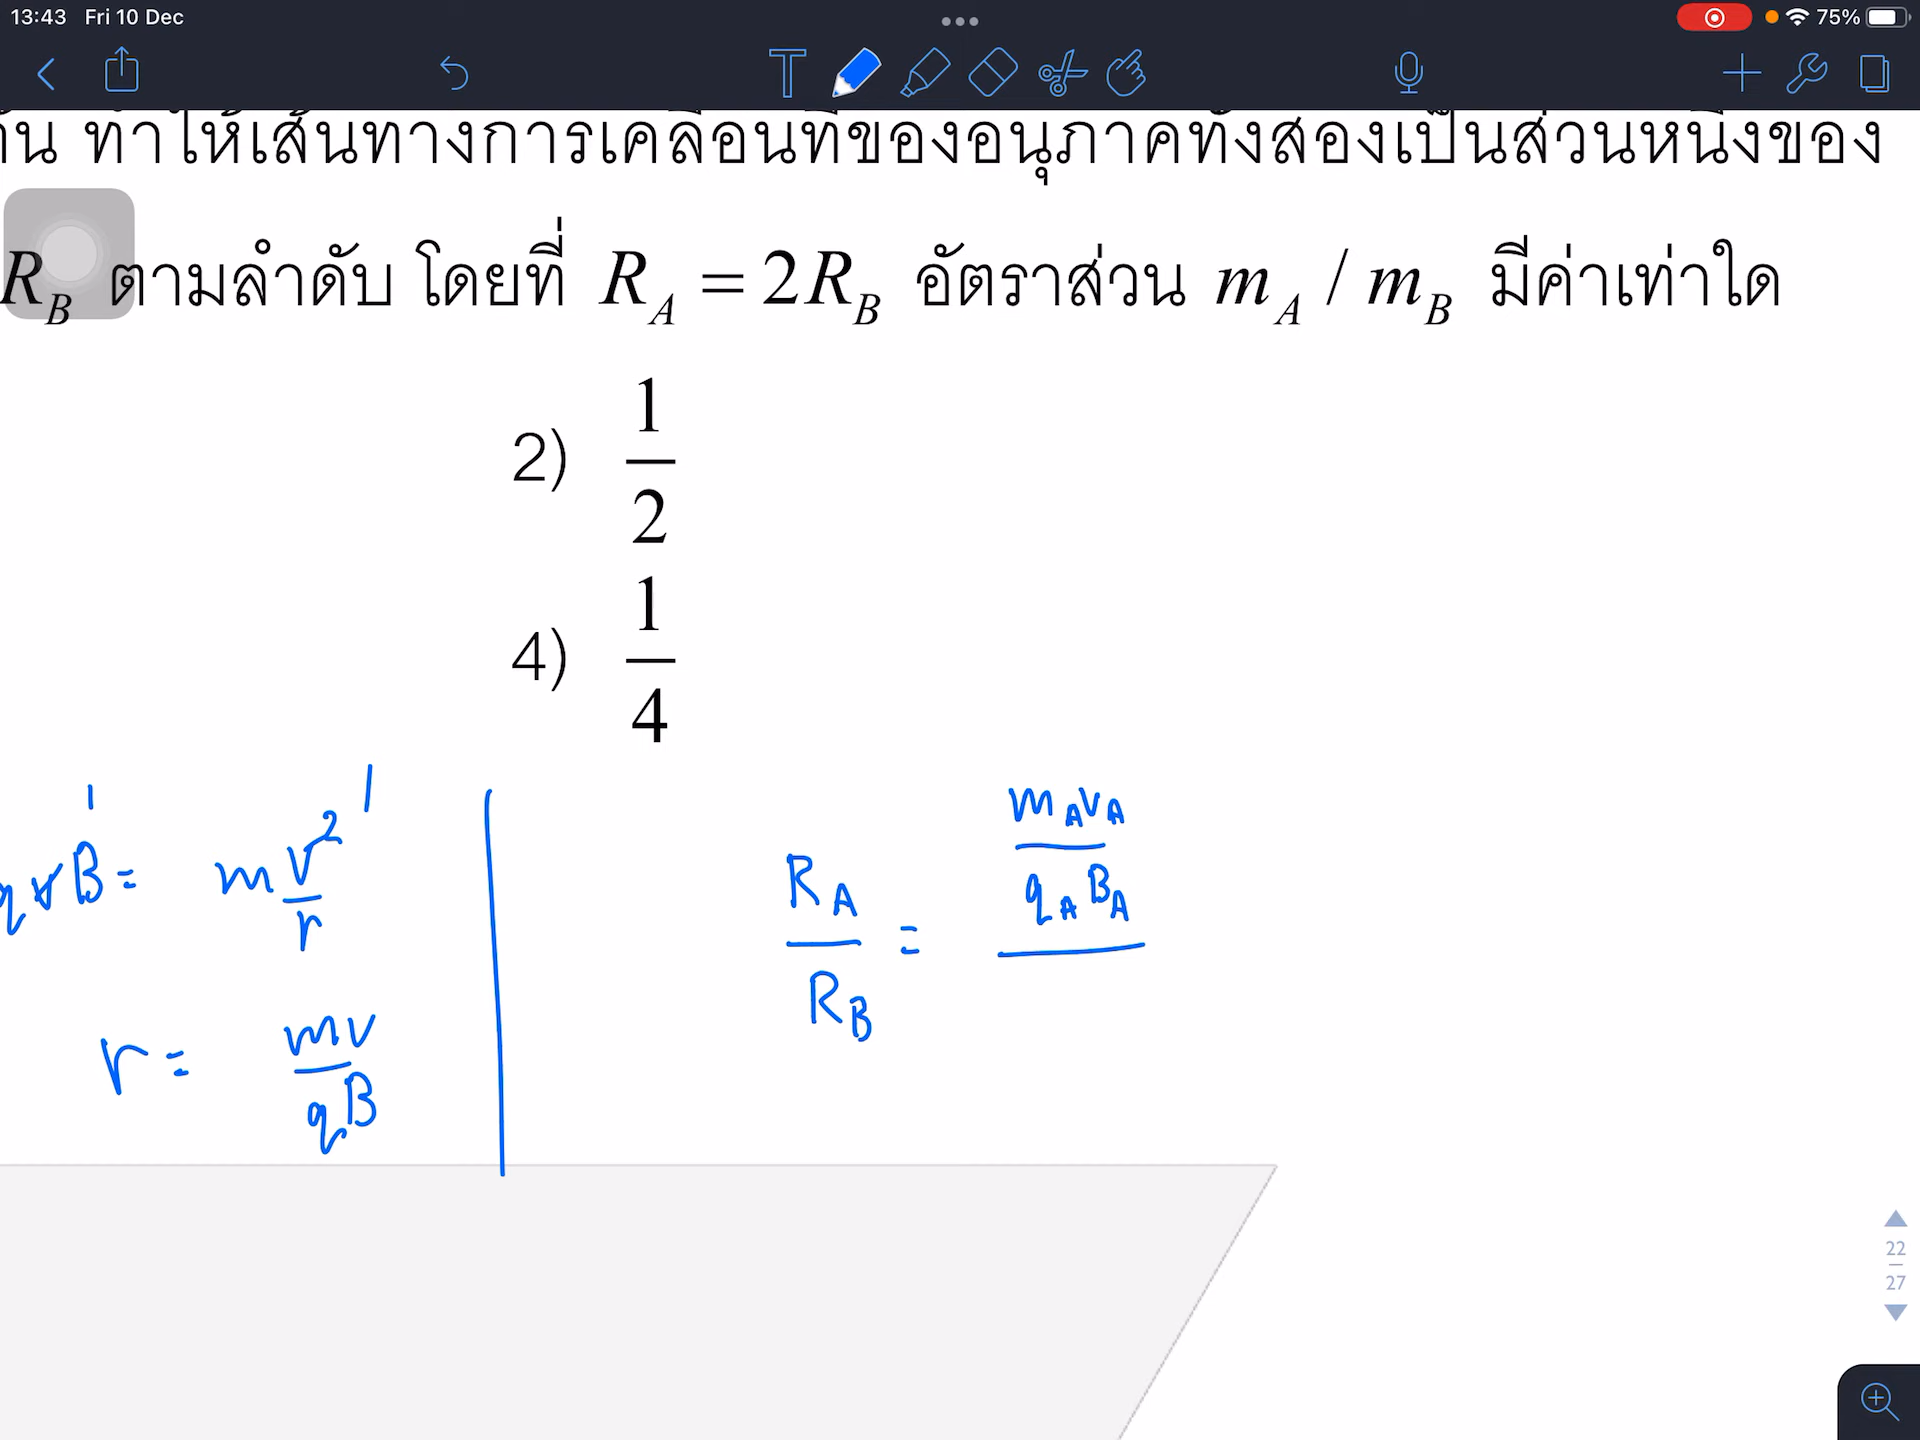 13:43 Fri 10 Dec
75%
กัน ทำให้เส้นทางการเคลื่อนที่ของอนุภาคทั้งสองเป็นส่วนหนึ่งของ
R_B ตามลำดับ โดยที่ R_A = 2R_B อัตราส่วน m_A / m_B มีค่าเท่าใด
2) 1/2
4) 1/4
qvB = mv²/r
1 1
r = mv/qB
R_A/R_B = m_A v_A / q_A B_A
22
27